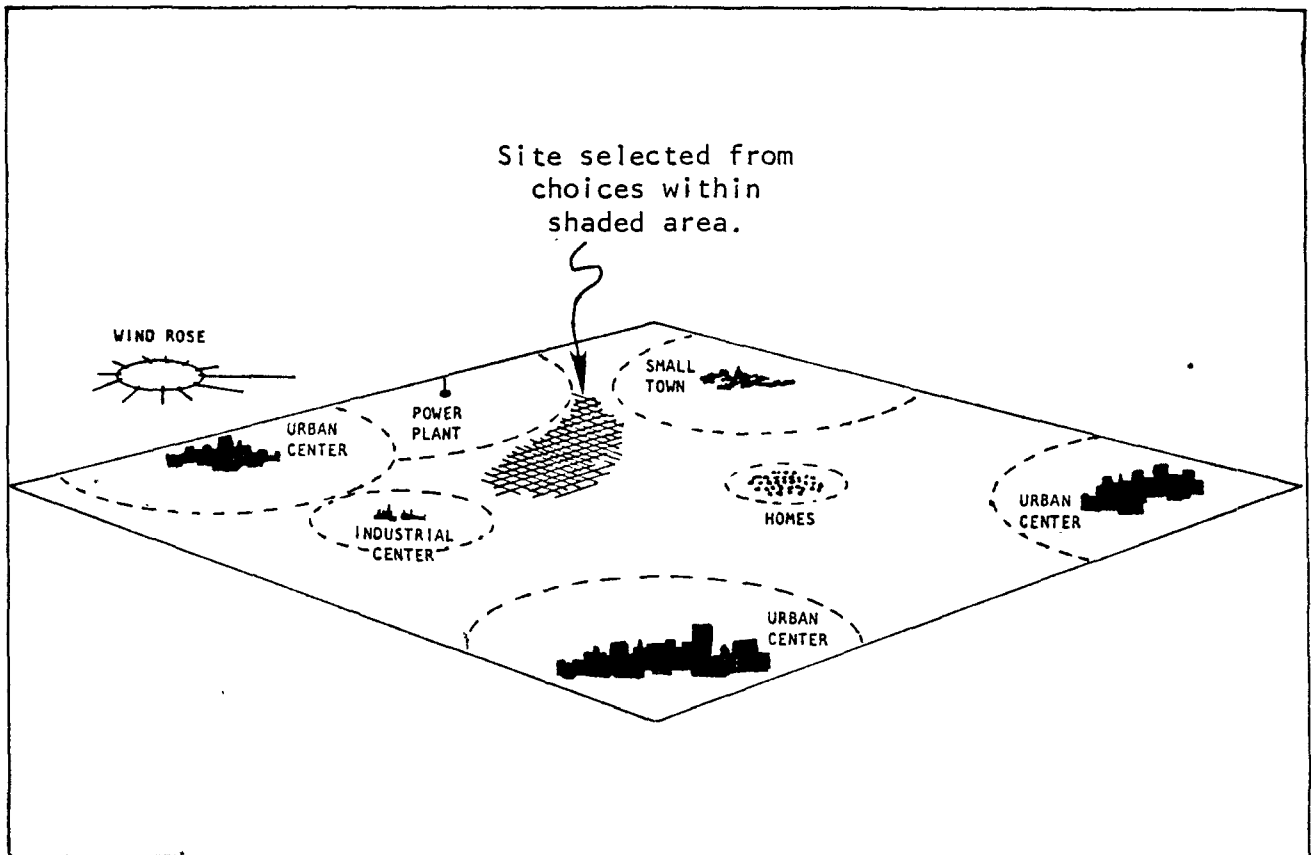 Site selected from
choices within
shaded area.
WIND ROSE
SMALL
TOWN
POWER
PLANT
URBAN
CENTER
INDUSTRIAL
CENTER
HOMES
URBAN
CENTER
URBAN
CENTER